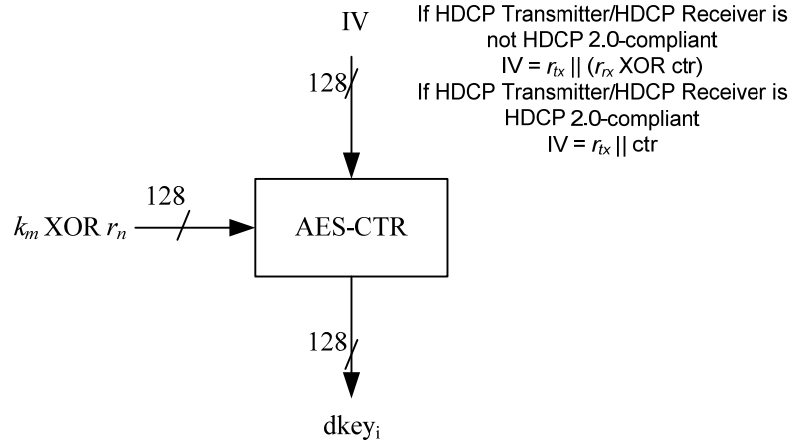 IV
If HDCP Transmitter/HDCP Receiver is
not HDCP 2.0-compliant
IV = rtx || (rrx XOR ctr)
If HDCP Transmitter/HDCP Receiver is
HDCP 2.0-compliant
IV = rtx || ctr
128
128
km XOR rn
AES-CTR
128
dkeyi